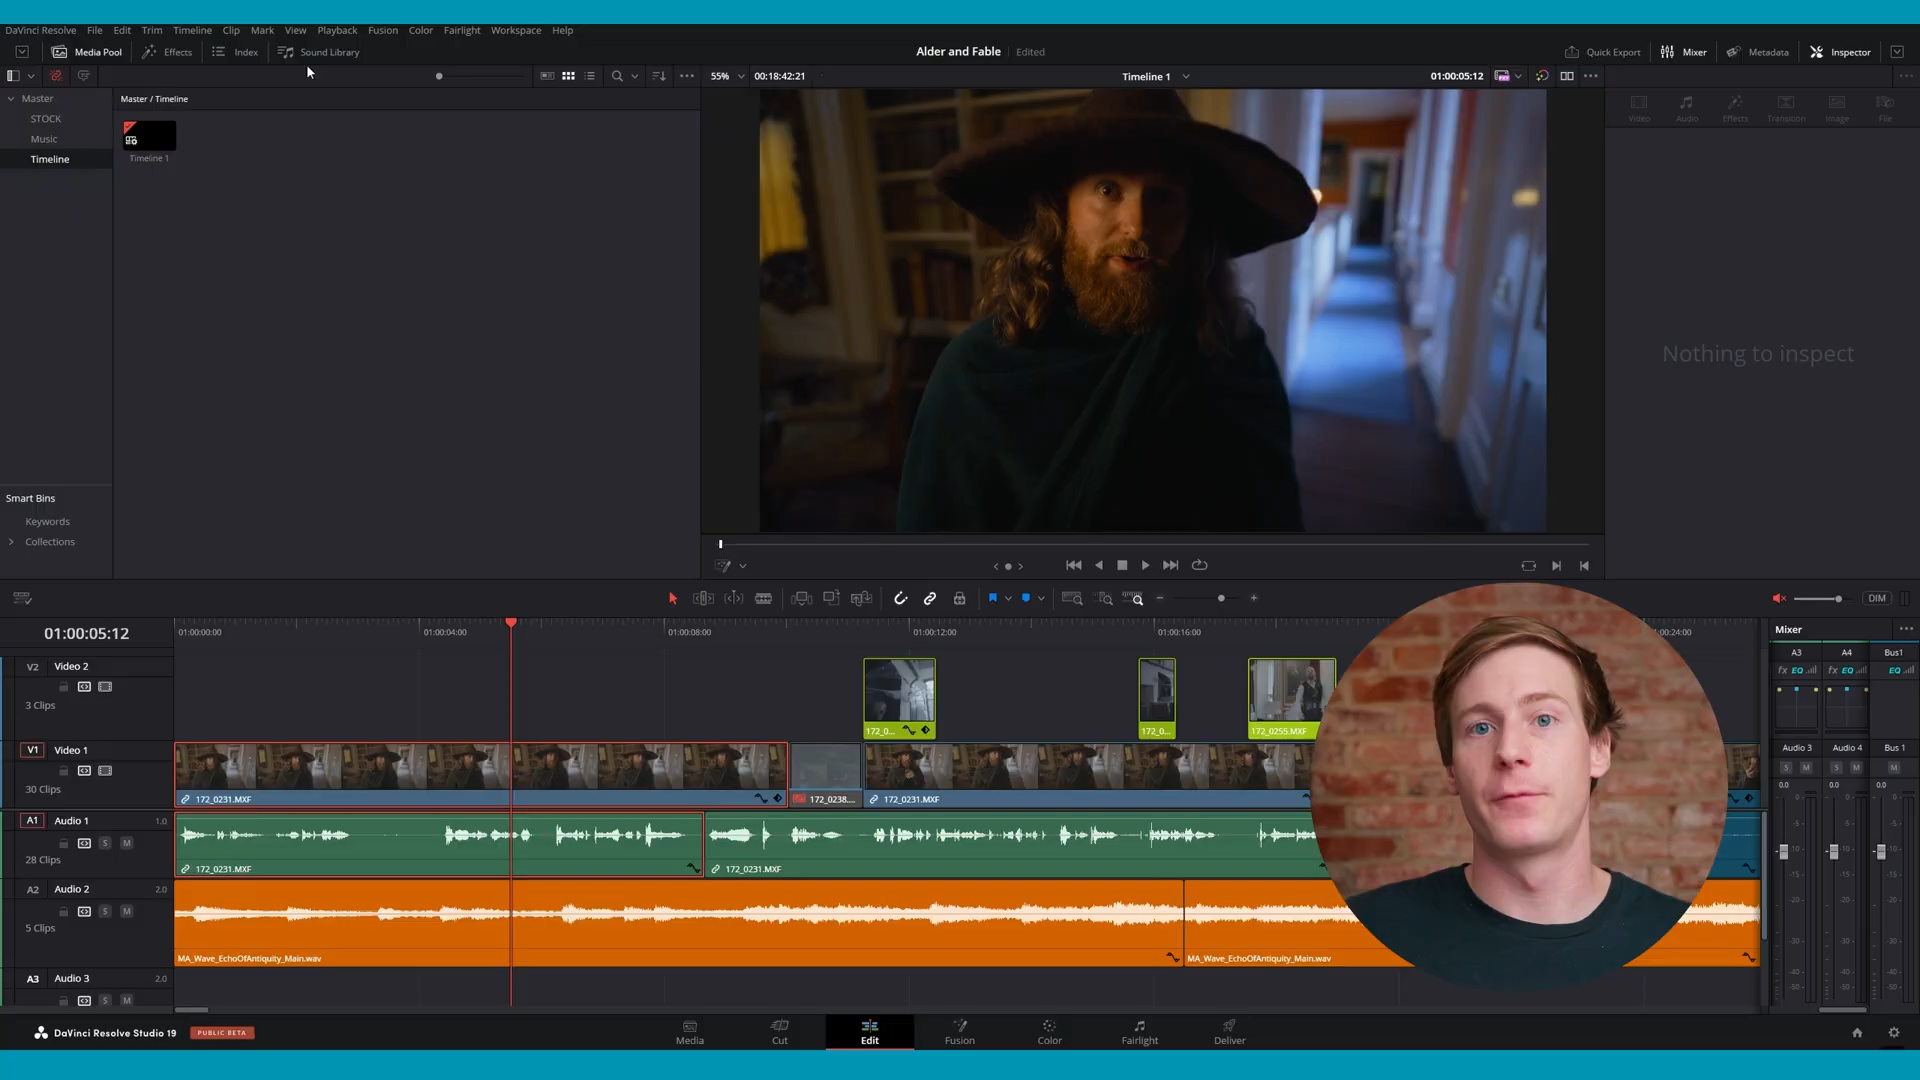 DaVinci Resolve File Edit Trim Timeline Clip Mark View Playback Fusion Color Fairlight Workspace Help
Media Pool Effects Index Sound Library Alder and Fable Edited Quick Export Mixer Metadata Inspector
55% 00:18:42:21 Timeline 1 01:00:05:12
Master Master / Timeline
STOCK
Music
Timeline Timeline 1
Video Audio Effects Transition Image File
Nothing to inspect
Smart Bins
Keywords
Collections
DIM
01:00:05:12 01:00:00:00 01:00:04:00 01:00:08:00 01:00:12:00 01:00:16:00 :00:24:00
Mixer
A3 A4 Bus1
fx EQ fx EQ EQ
V2 Video 2
3 Clips
172_0... 172_0... 172_0255.MXF
V1 Video 1
30 Clips
172_0231.MXF 172_0238.... 172_0231.MXF
Audio 3 Audio 4 Bus 1
S M S M M
0.0 0.0 0.0
A1 Audio 1 1.0
S M
28 Clips
172_0231.MXF 172_0231.MXF
A2 Audio 2 2.0
S M
5 Clips
MA_Wave_EchoOfAntiquity_Main.wav MA_Wave_EchoOfAntiquity_Main.wav
A3 Audio 3 2.0
S M
DaVinci Resolve Studio 19 PUBLIC BETA
Media Cut Edit Fusion Color Fairlight Deliver